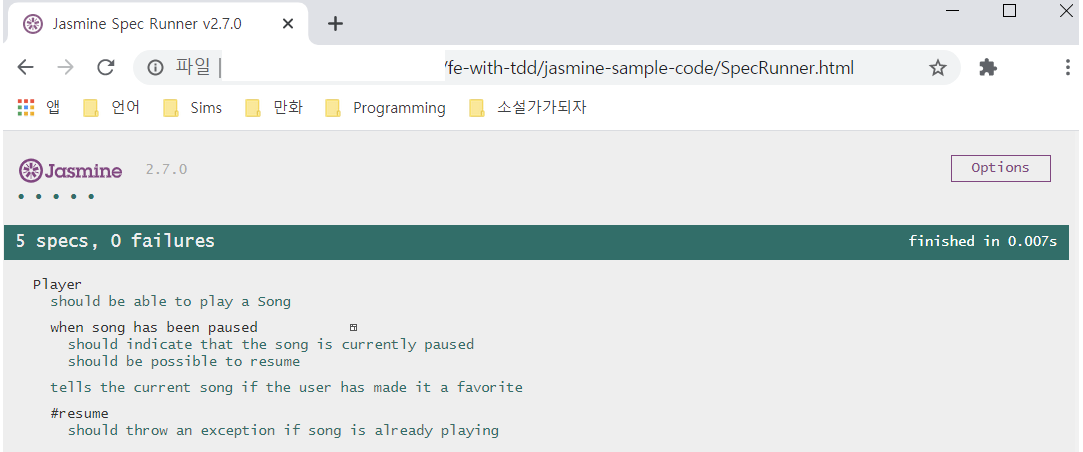 Jasmine Spec Runner v2.7.0
파일 | /fe-with-tdd/jasmine-sample-code/SpecRunner.html
앱 언어 Sims 만화 Programming 소설가가되자
Jasmine 2.7.0 Options
• • • • •
5 specs, 0 failures finished in 0.007s
Player
should be able to play a Song
when song has been paused
should indicate that the song is currently paused
should be possible to resume
tells the current song if the user has made it a favorite
#resume
should throw an exception if song is already playing